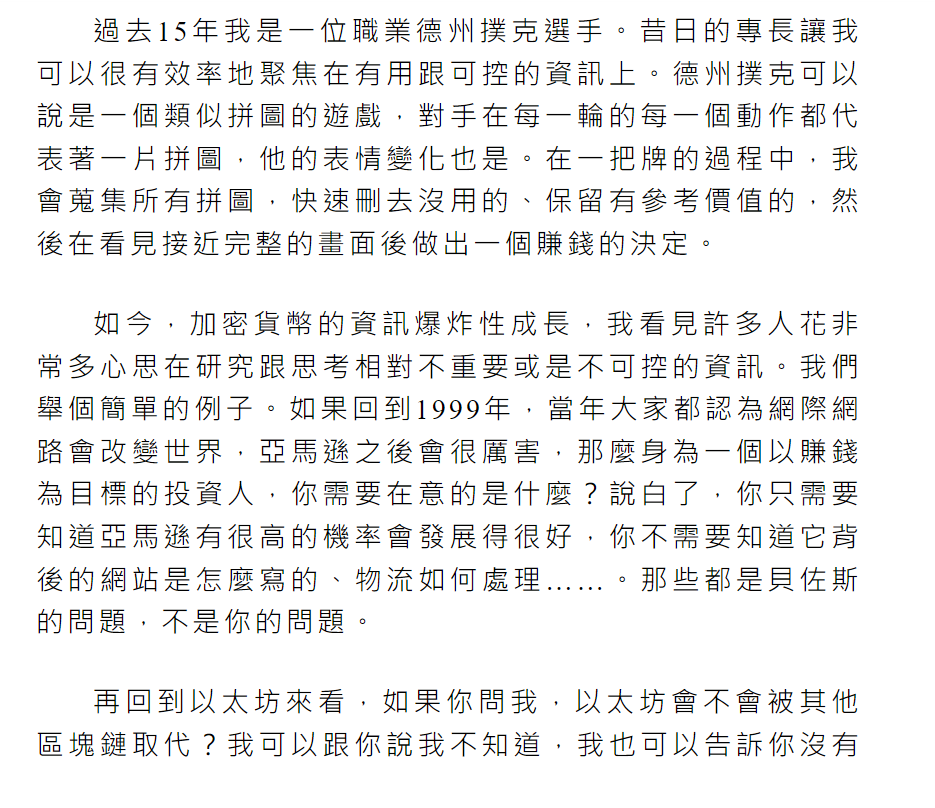 過去15年我是一位職業德州撲克選手。昔日的專長讓我
可以很有效率地聚焦在有用跟可控的資訊上。德州撲克可以
說是一個類似拼圖的遊戲，對手在每一輪的每一個動作都代
表著一片拼圖，他的表情變化也是。在一把牌的過程中，我
會蒐集所有拼圖，快速刪去沒用的、保留有參考價值的，然
後在看見接近完整的畫面後做出一個賺錢的決定。
如今，加密貨幣的資訊爆炸性成長，我看見許多人花非
常多心思在研究跟思考相對不重要或是不可控的資訊。我們
舉個簡單的例子。如果回到1999年，當年大家都認為網際網
路會改變世界，亞馬遜之後會很厲害，那麼身為一個以賺錢
為目標的投資人，你需要在意的是什麼？說白了，你只需要
知道亞馬遜有很高的機率會發展得很好，你不需要知道它背
後的網站是怎麼寫的、物流如何處理……。那些都是貝佐斯
的問題，不是你的問題。
再回到以太坊來看，如果你問我，以太坊會不會被其他
區塊鏈取代？我可以跟你說我不知道，我也可以告訴你沒有